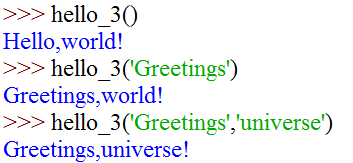 >>> hello_3()
Hello,world!
>>> hello_3('Greetings')
Greetings,world!
>>> hello_3('Greetings','universe')
Greetings,universe!